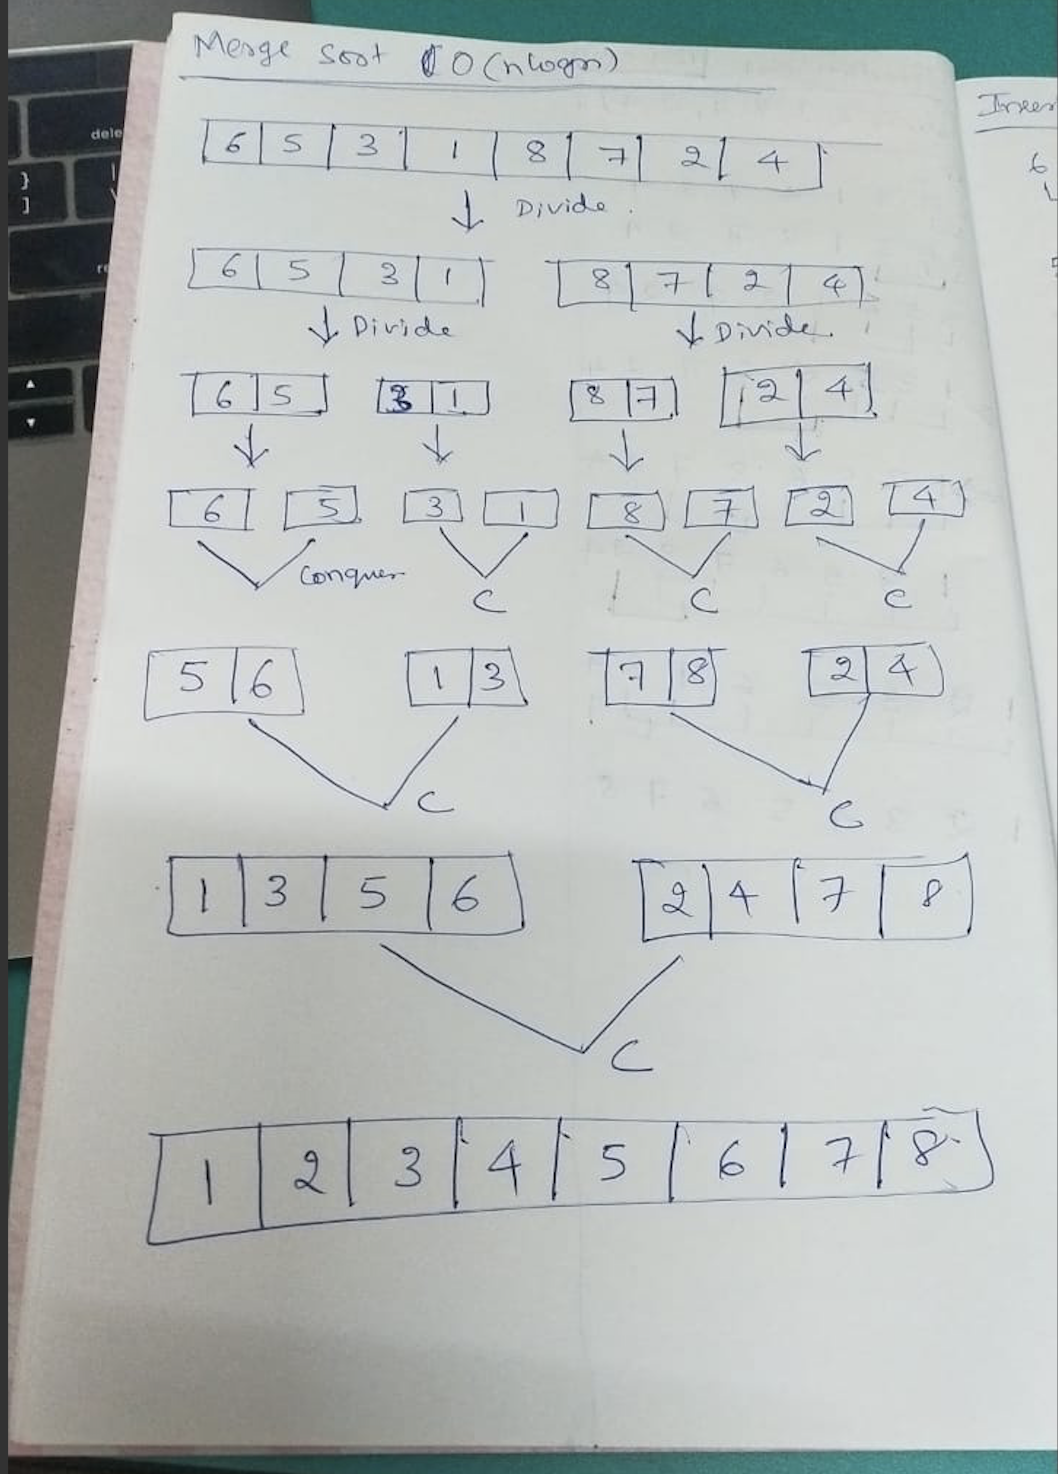 Merge sort O(nlogn)
6 5 3 1 8 7 2 4
Divide
6 5 3 1 8 7 2 4
Divide Divide
6 5 3 1 8 7 2 4
6 5 3 1 8 7 2 4
Conquer C C C
5 6 1 3 7 8 2 4
C C
1 3 5 6 2 4 7 8
C
1 2 3 4 5 6 7 8
dele
}
]
6